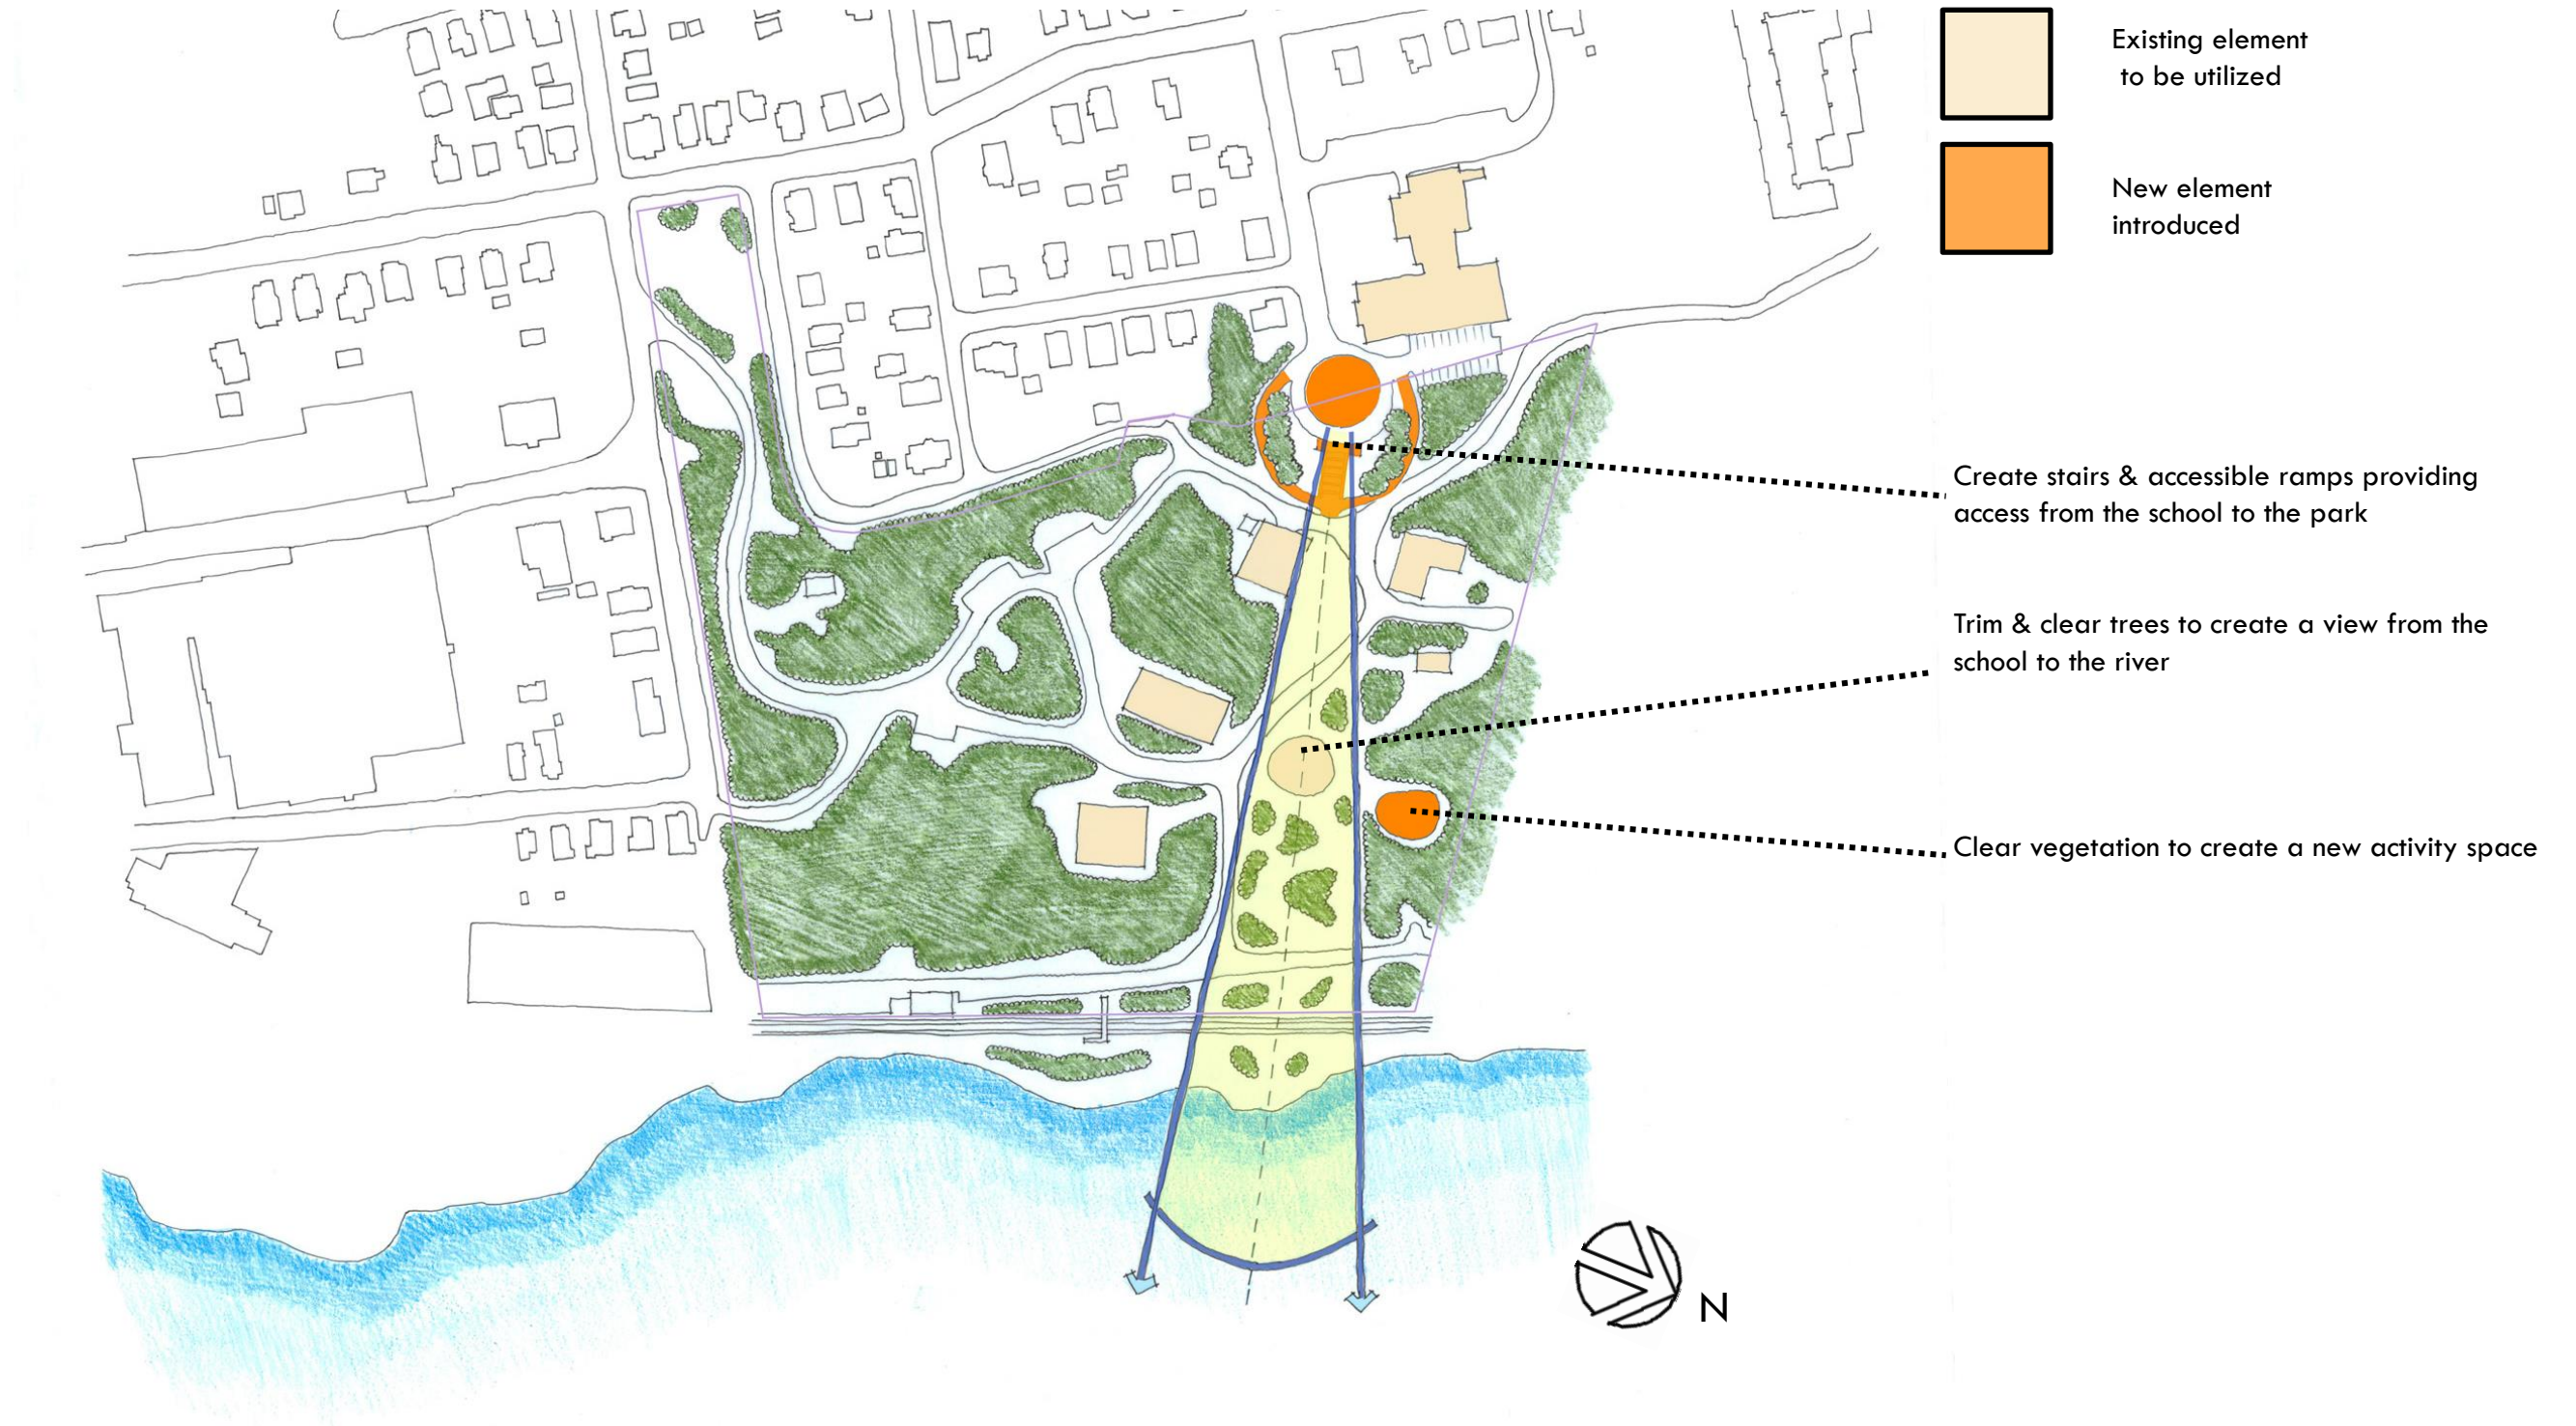 Existing element
to be utilized
New element
introduced
Create stairs & accessible ramps providing
access from the school to the park
Trim & clear trees to create a view from the
school to the river
Clear vegetation to create a new activity space
N